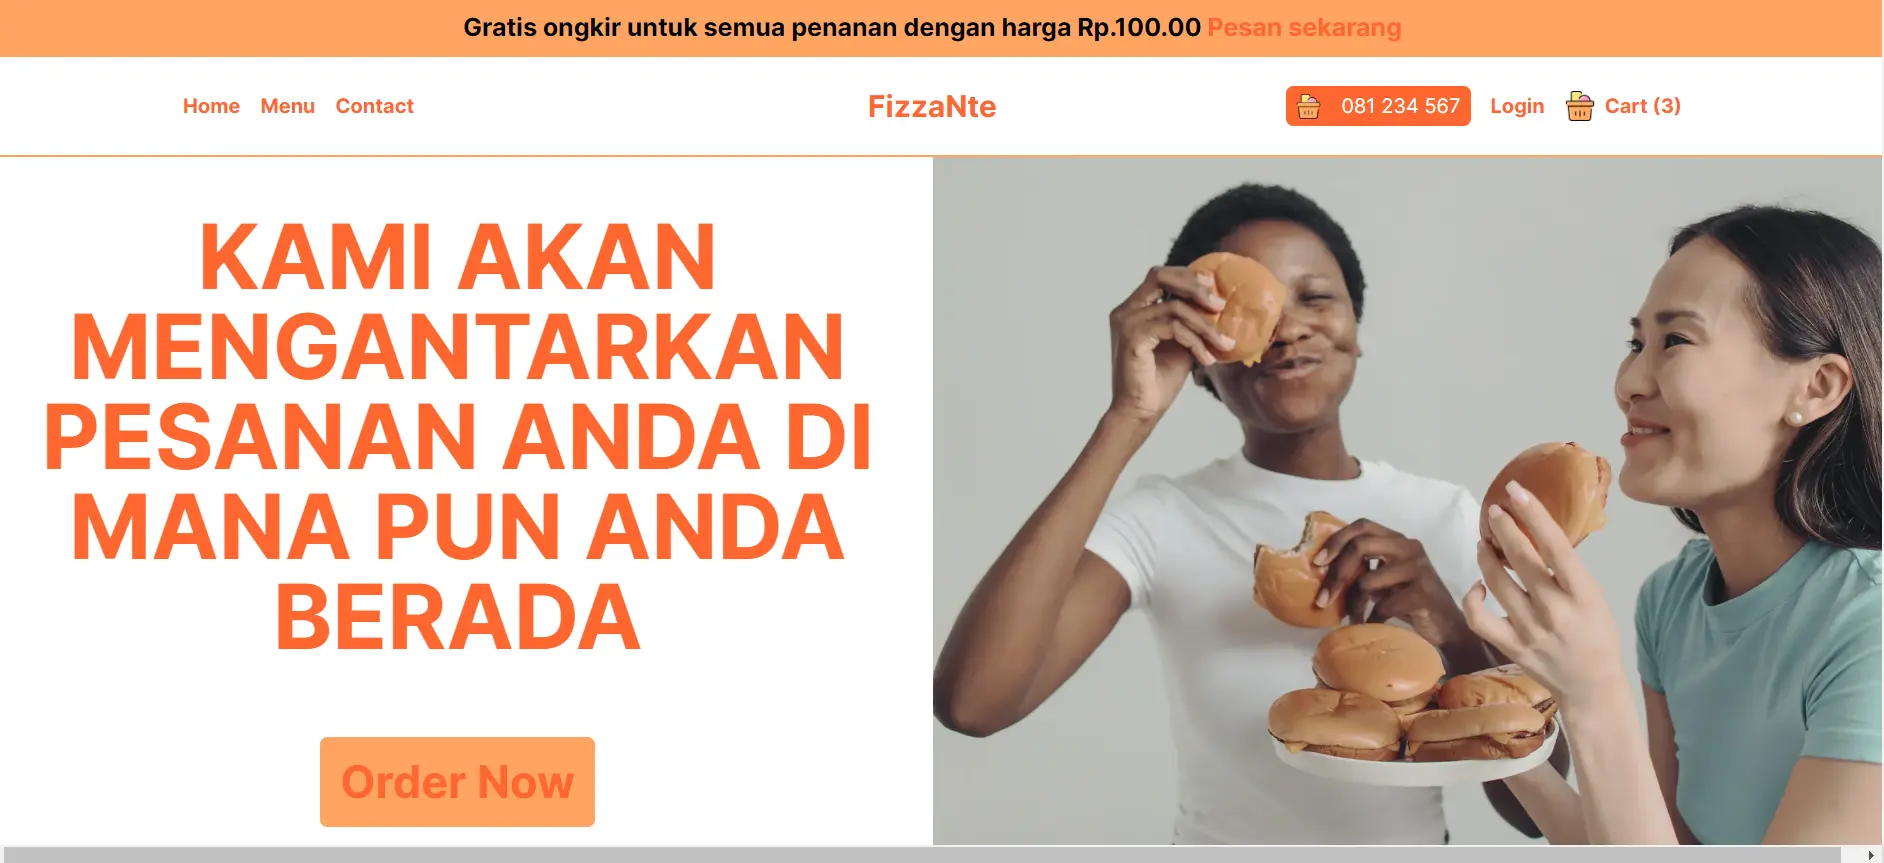 Gratis ongkir untuk semua penanan dengan harga Rp.100.00 Pesan sekarang
Home Menu Contact FizzaNte 081 234 567 Login Cart (3)
KAMI AKAN
MENGANTARKAN
PESANAN ANDA DI
MANA PUN ANDA
BERADA
Order Now